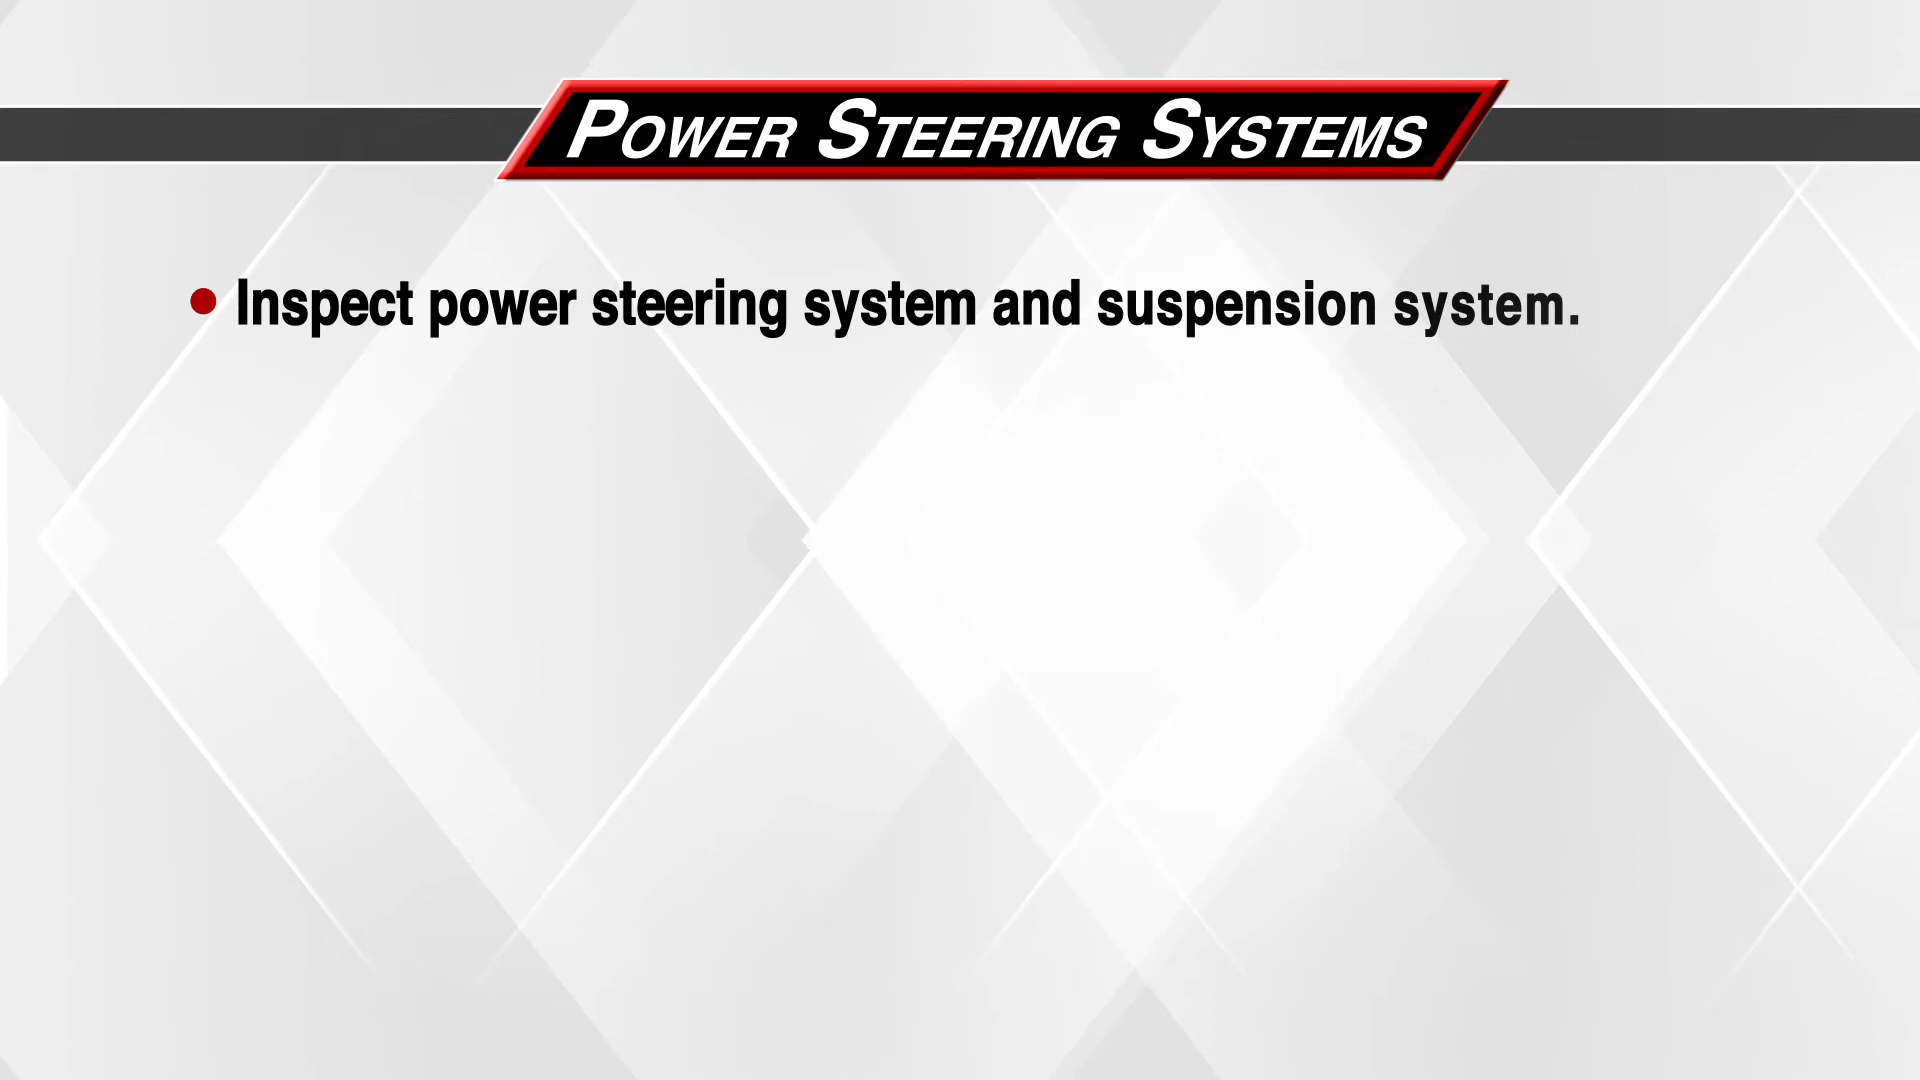 POWER STEERING SYSTEMS
• Inspect power steering system and suspension system.